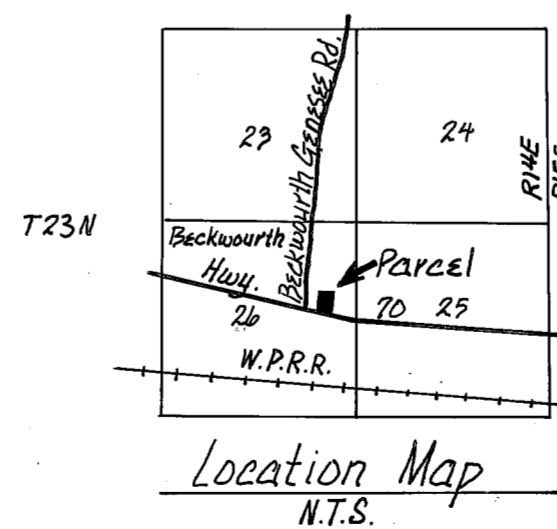 Beckwourth Genesee Rd.
23
24
R14E
T23N
Beckwourth
Parcel
Hwy.
70
25
26
W.P.R.R.
Location Map
N.T.S.